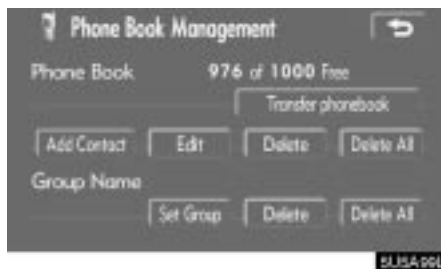 Phone Book Management
Phone Book 976 of 1000 Free
Transfer phonebook
Add Contact Edit Delete Delete All
Group Name
Set Group Delete Delete All